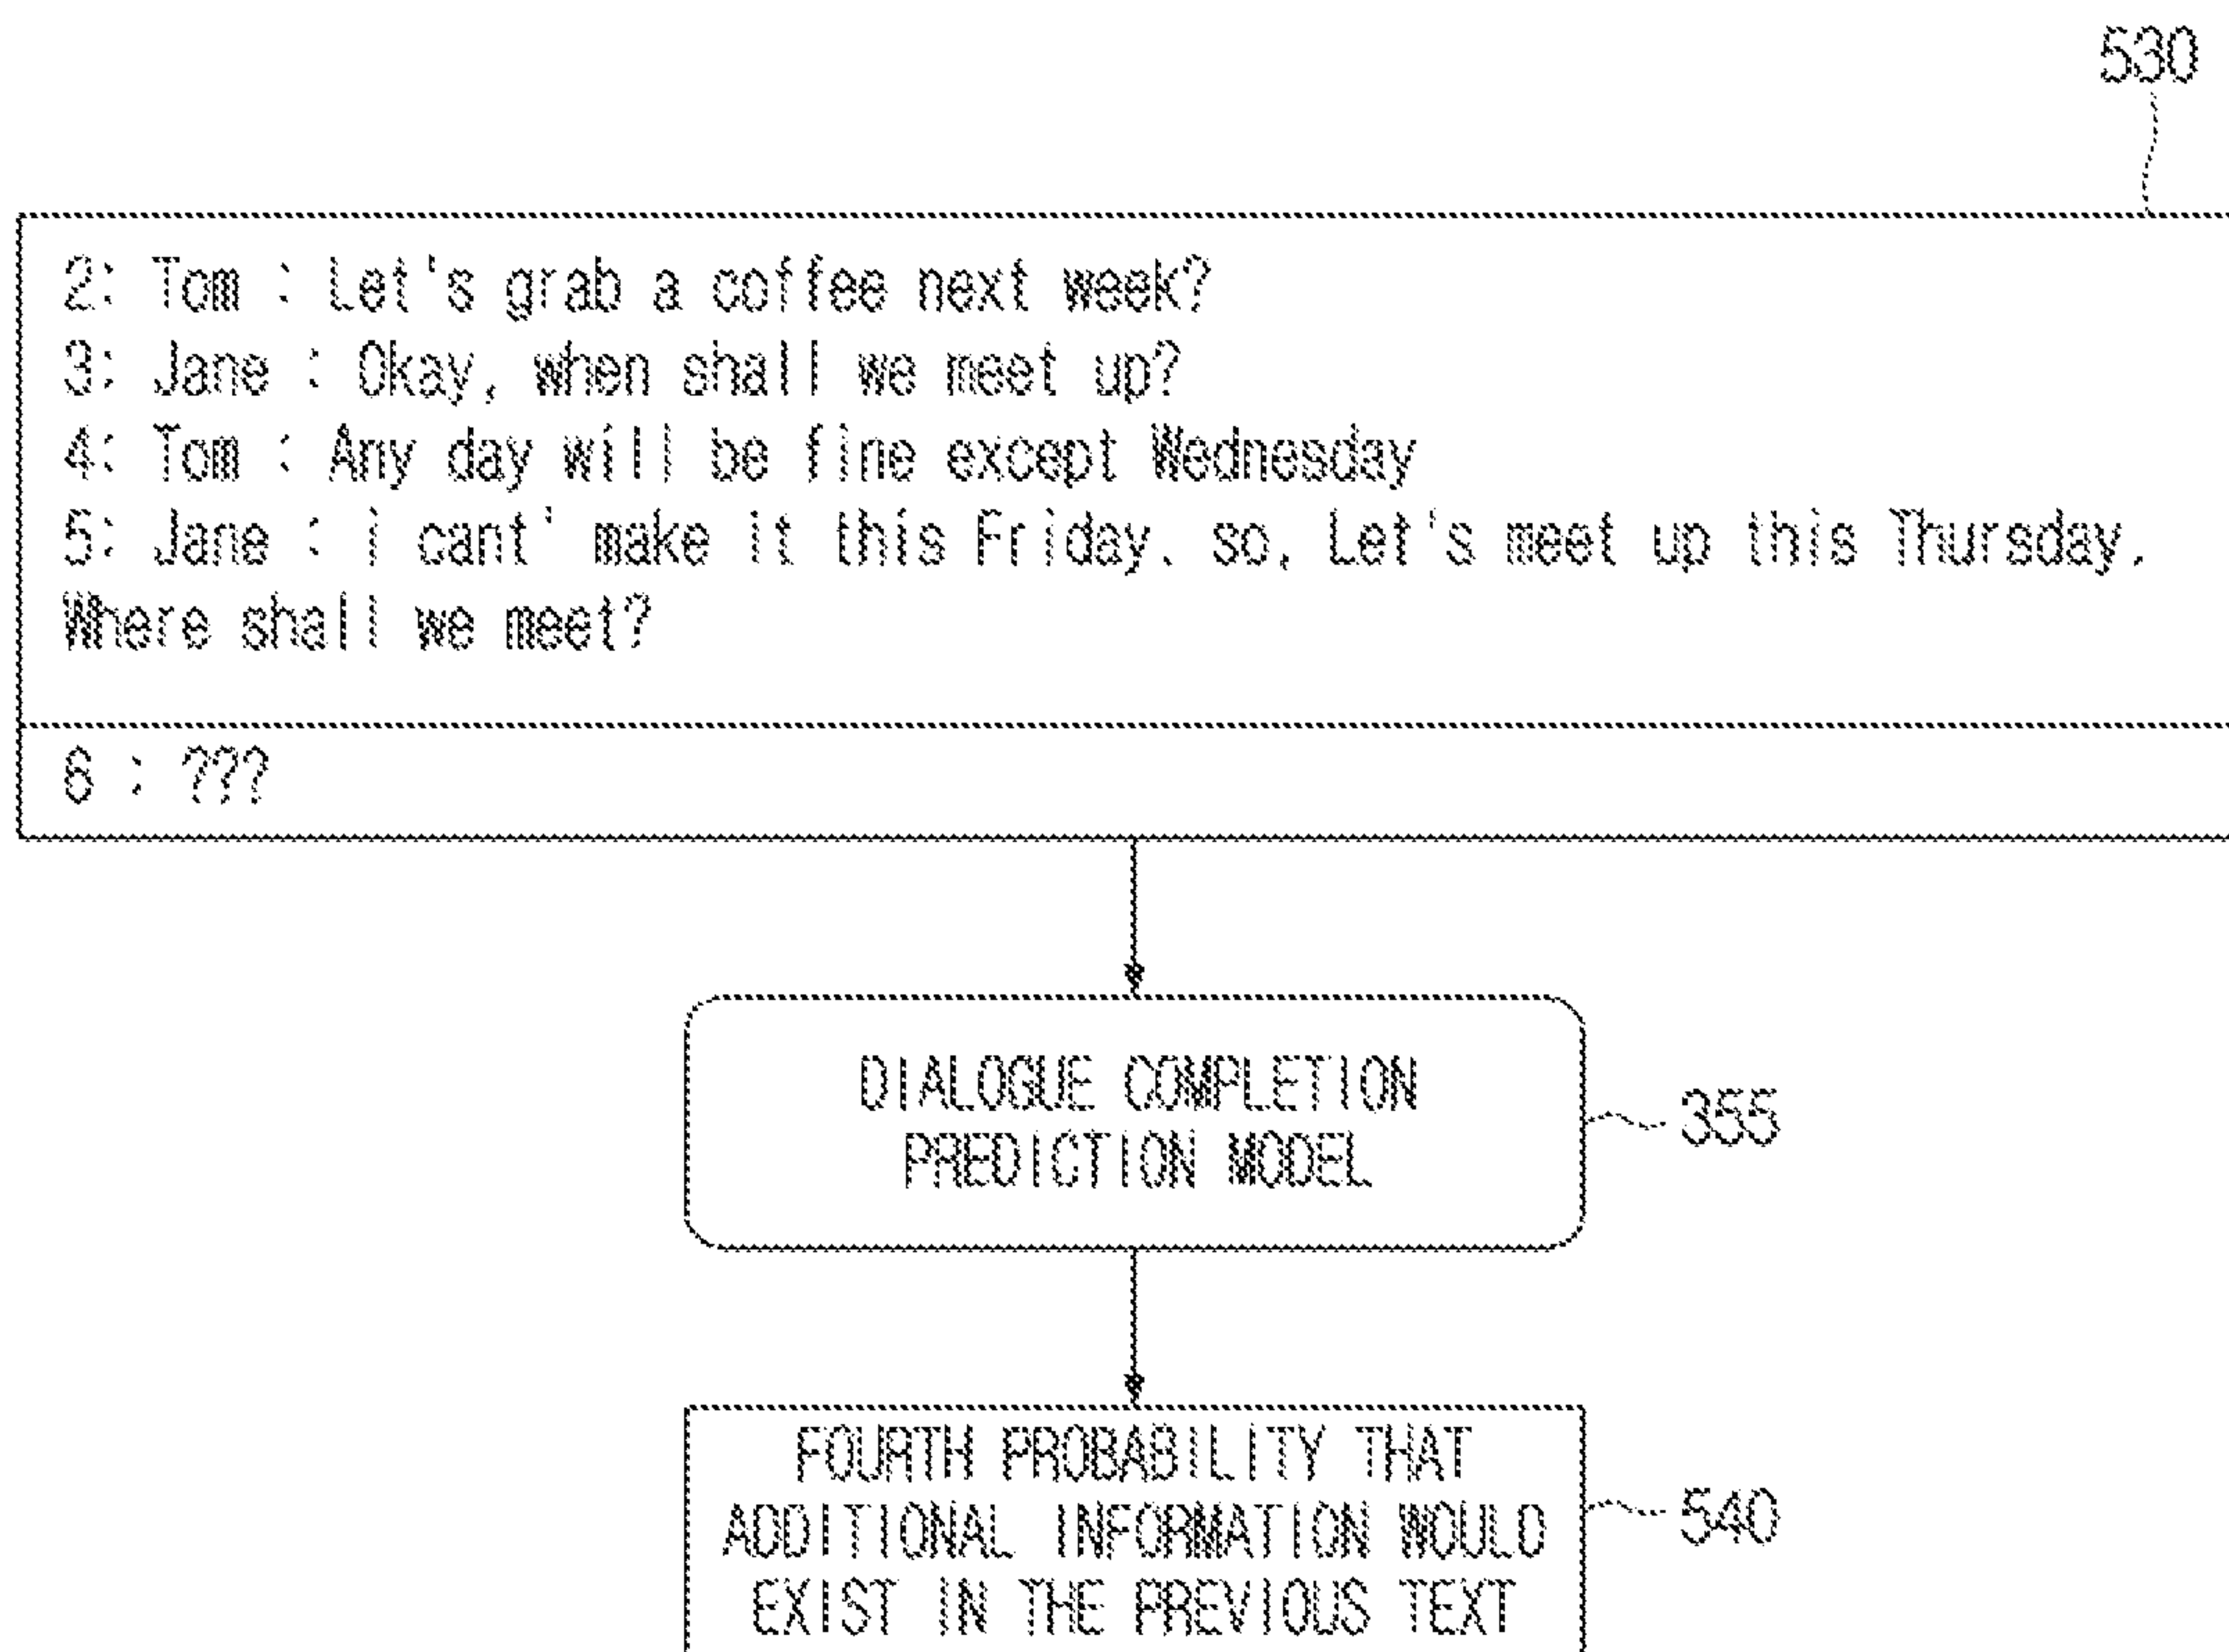 530
2: Tom : Let's grab a coffee next week?
3: Jane : Okay, when shall we meet up?
4: Tom : Any day will be fine except Wednesday
5: Jane : i cant' make it this Friday. so, Let's meet up this Thursday.
Where shall we meet?
6 : ???
DIALOGUE COMPLETION
PREDICTION MODEL
355
FOURTH PROBABILITY THAT
ADDITIONAL INFORMATION WOULD
EXIST IN THE PREVIOUS TEXT
540